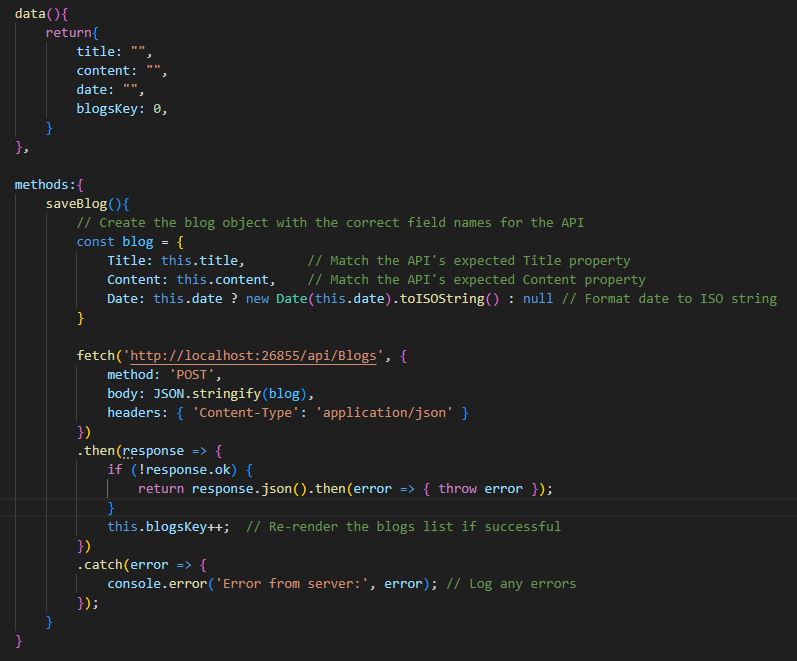 data(){
    return{
        title: "",
        content: "",
        date: "",
        blogsKey: 0,
    }
},

methods:{
    saveBlog(){
        // Create the blog object with the correct field names for the API
        const blog = {
            Title: this.title,        // Match the API's expected Title property
            Content: this.content,    // Match the API's expected Content property
            Date: this.date ? new Date(this.date).toISOString() : null // Format date to ISO string
        }

        fetch('http://localhost:26855/api/Blogs', {
            method: 'POST',
            body: JSON.stringify(blog),
            headers: { 'Content-Type': 'application/json' }
        })
        .then(response => {
            if (!response.ok) {
                return response.json().then(error => { throw error });
            }
            this.blogsKey++;  // Re-render the blogs list if successful
        })
        .catch(error => {
            console.error('Error from server:', error); // Log any errors
        });
    }
}